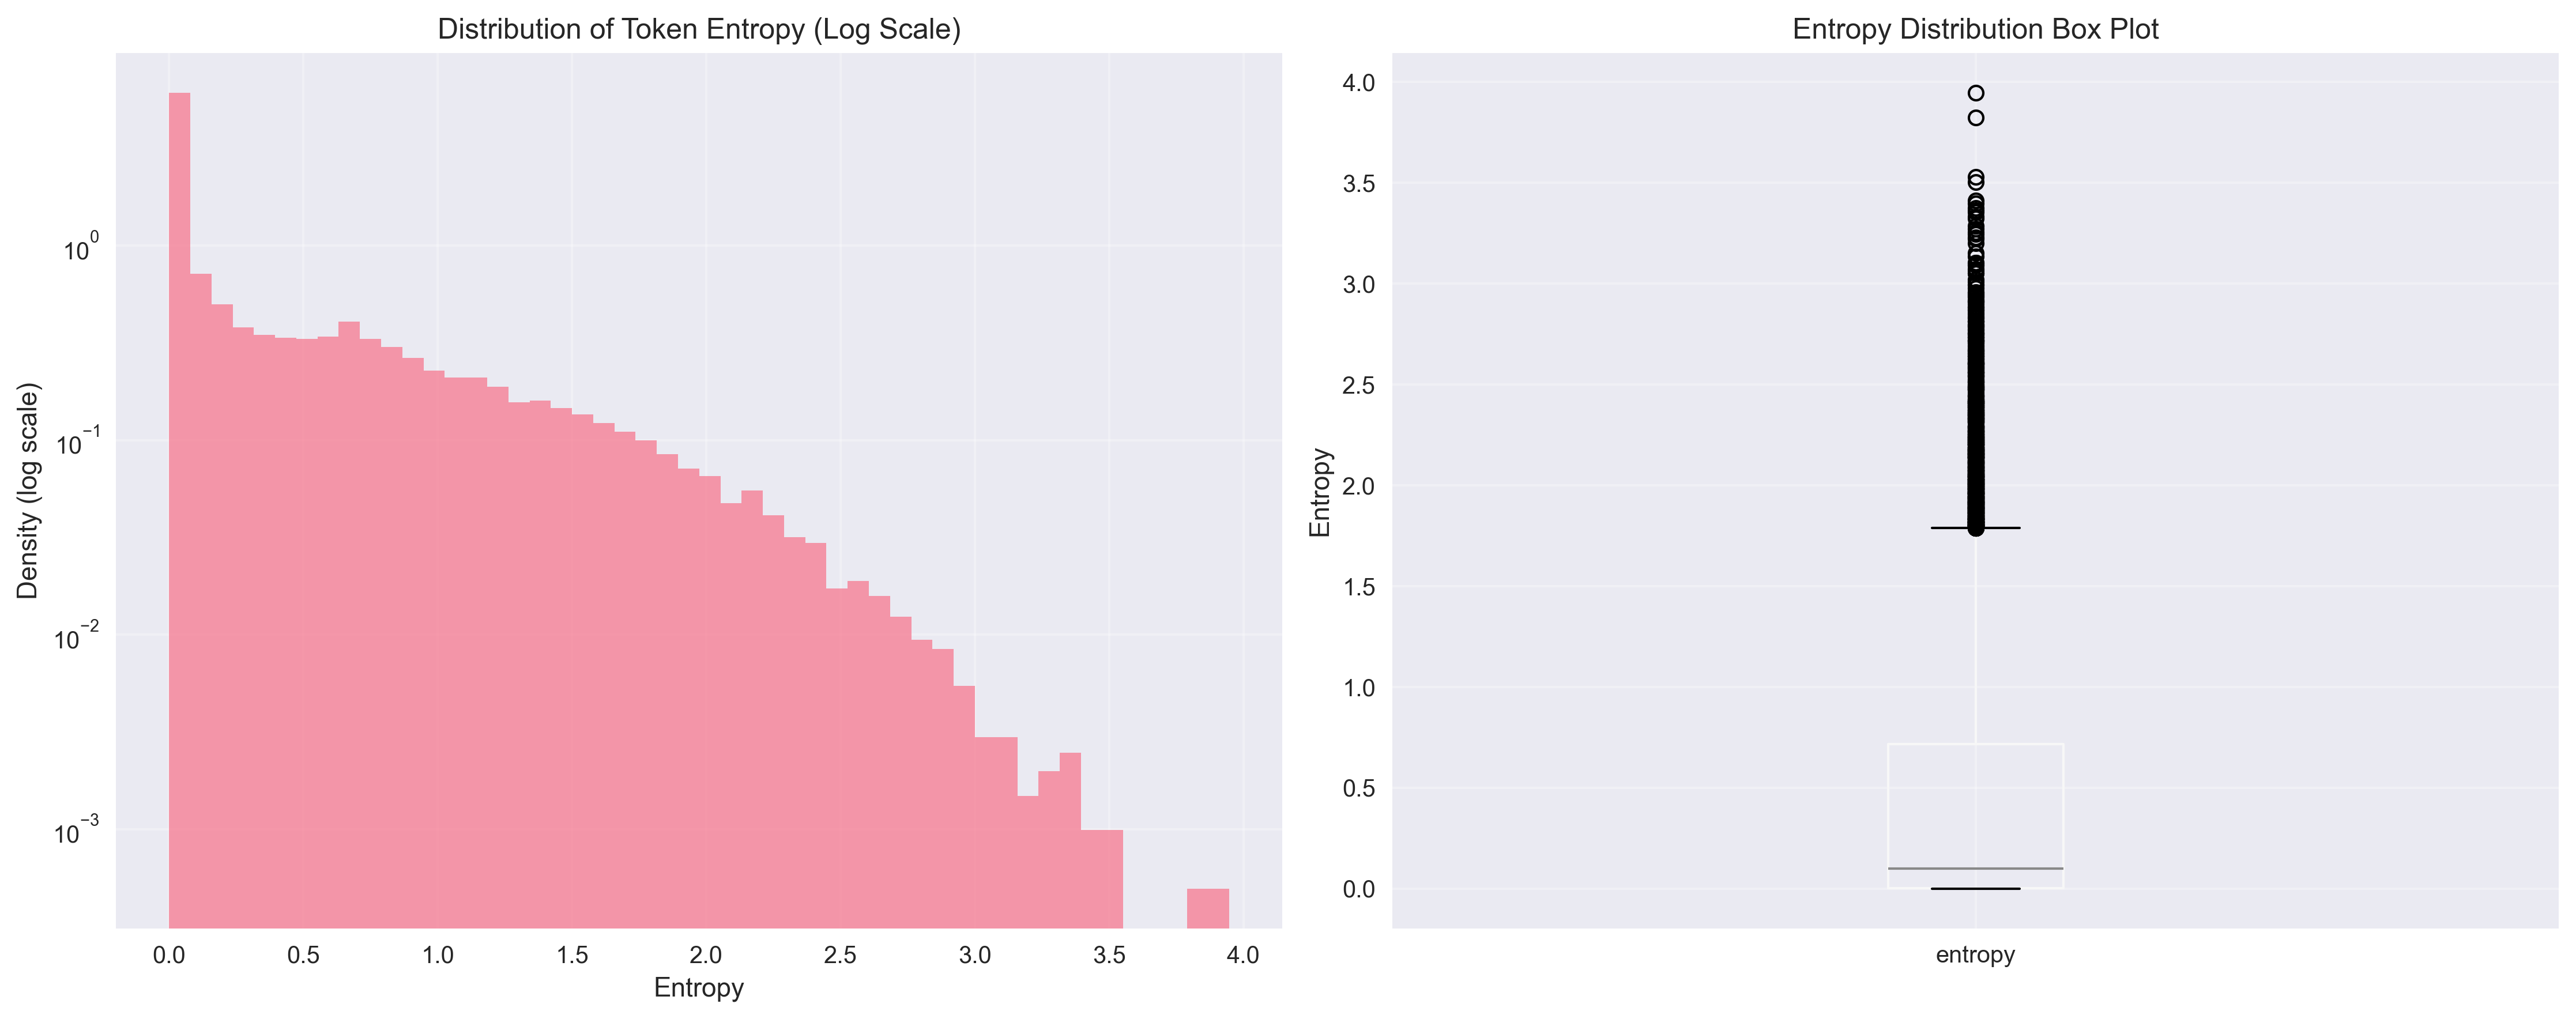 Distribution of Token Entropy (Log Scale)
Density (log scale)
10⁰
10⁻¹
10⁻²
10⁻³
0.0 0.5 1.0 1.5 2.0 2.5 3.0 3.5 4.0
Entropy
Entropy Distribution Box Plot
Entropy
4.0
3.5
3.0
2.5
2.0
1.5
1.0
0.5
0.0
entropy